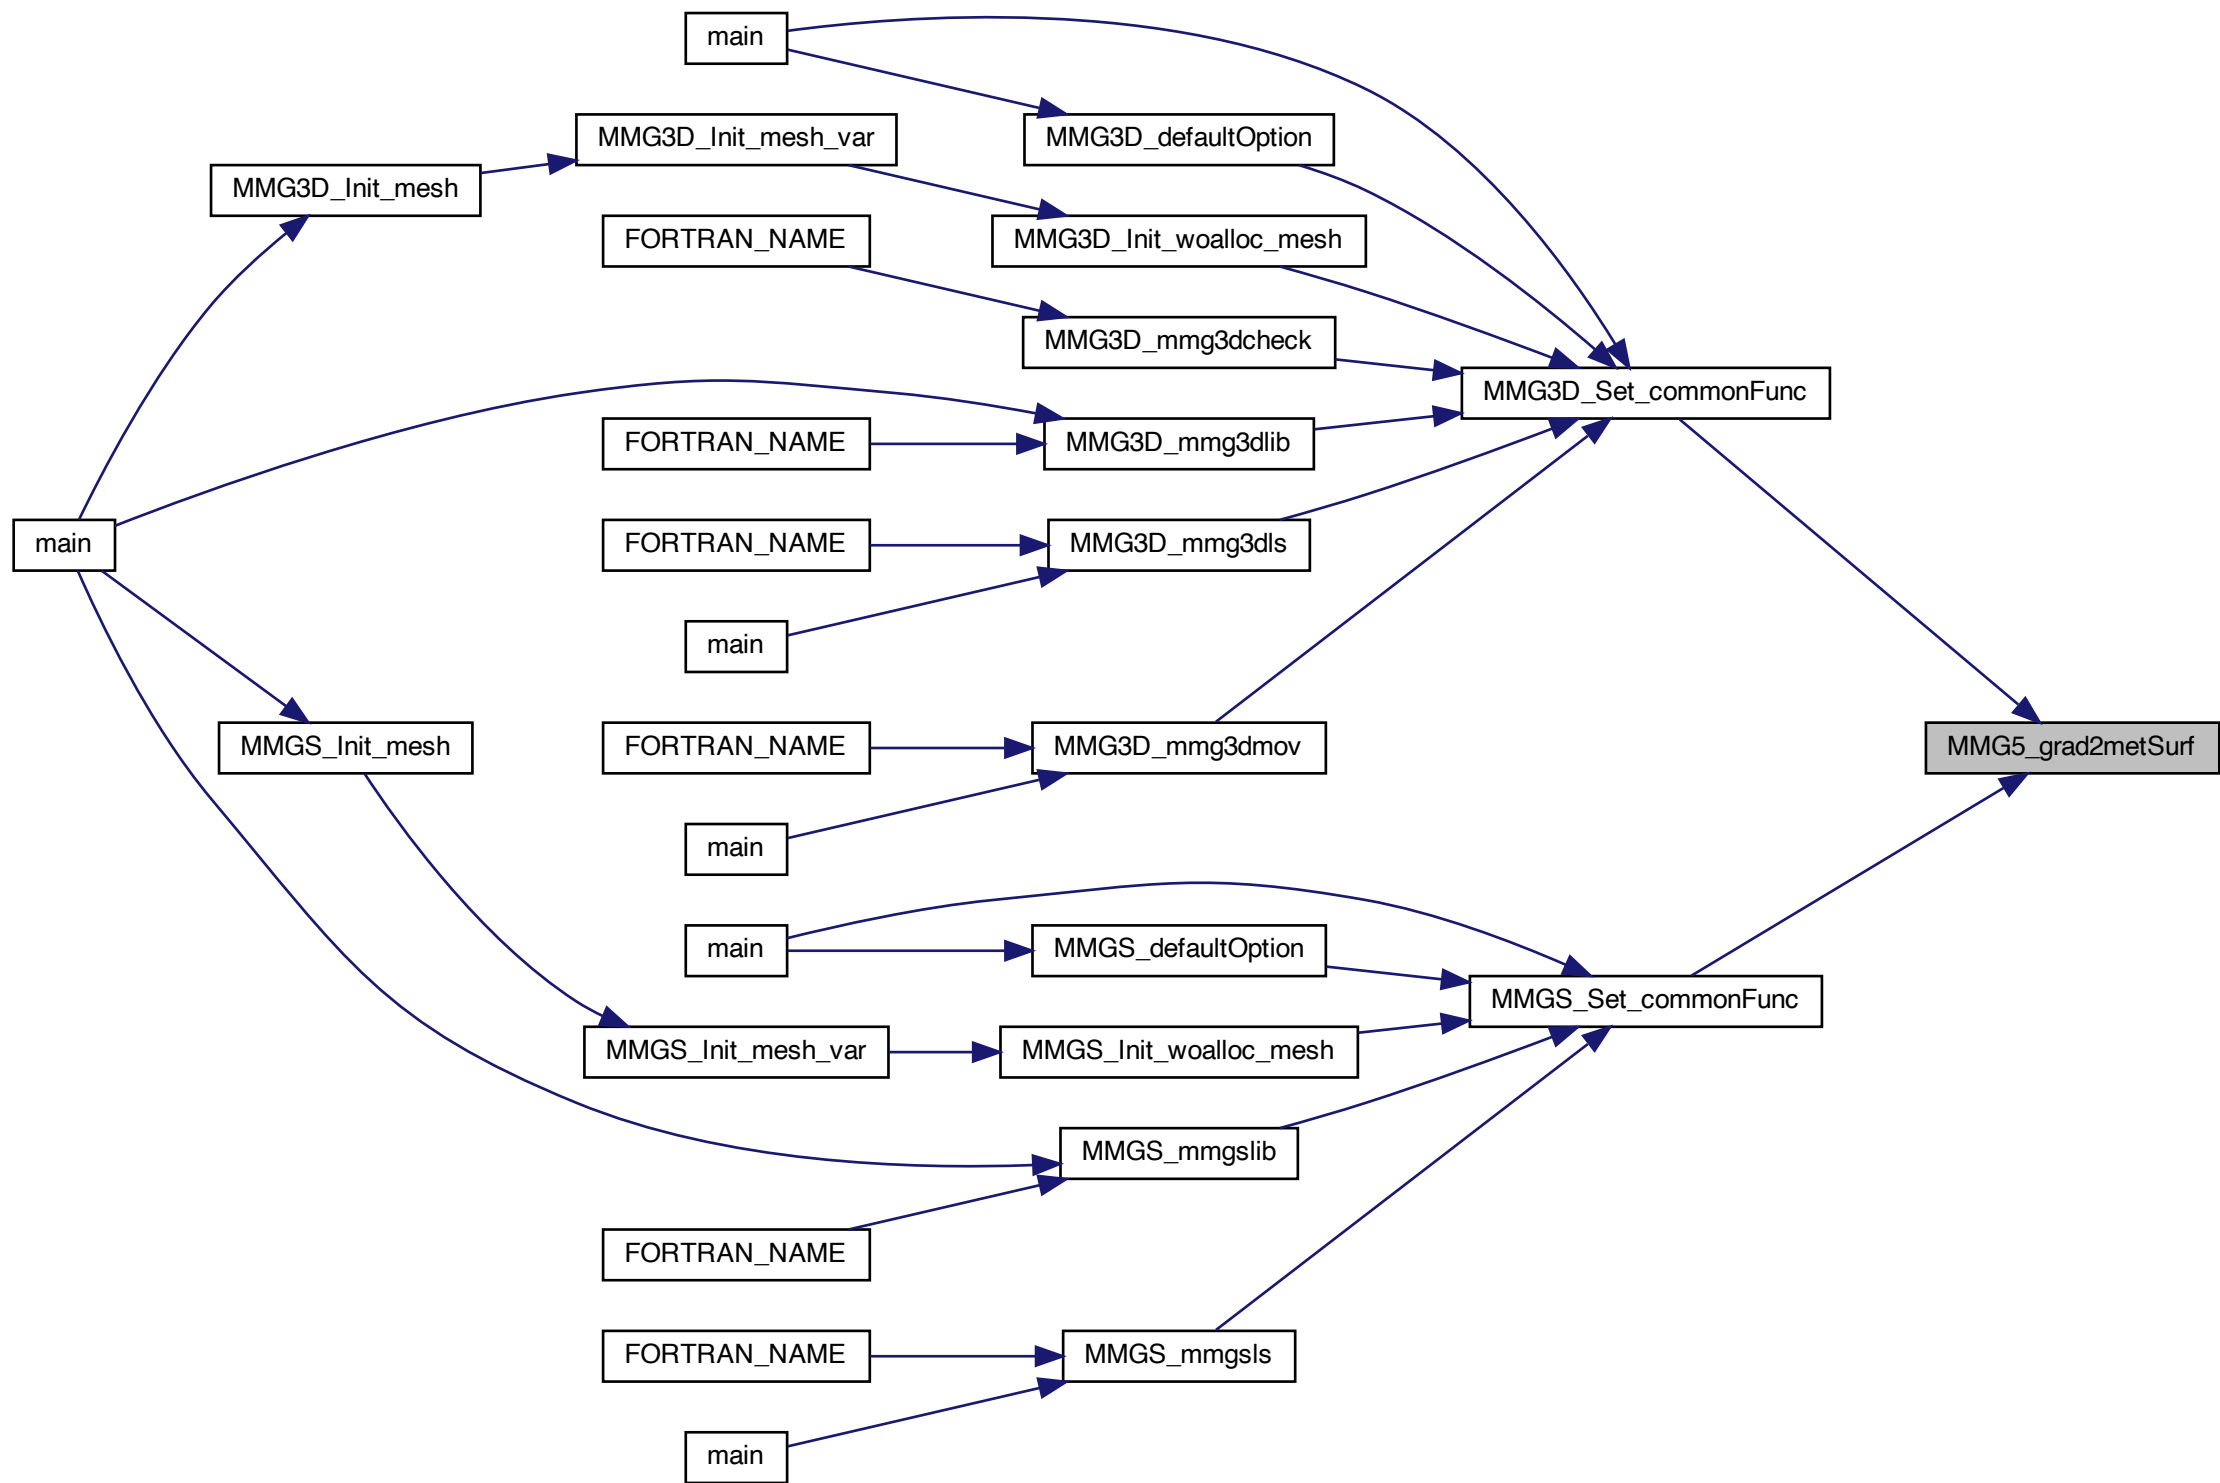 main
MMG3D_defaultOption
MMG3D_Init_mesh_var
MMG3D_Init_mesh
MMG3D_Init_woalloc_mesh
FORTRAN_NAME
MMG3D_mmg3dcheck
MMG3D_Set_commonFunc
FORTRAN_NAME
MMG3D_mmg3dlib
main
FORTRAN_NAME
MMG3D_mmg3dls
main
MMGS_Init_mesh
FORTRAN_NAME
MMG3D_mmg3dmov
MMG5_grad2metSurf
main
main
MMGS_defaultOption
MMGS_Set_commonFunc
MMGS_Init_mesh_var
MMGS_Init_woalloc_mesh
MMGS_mmgslib
FORTRAN_NAME
FORTRAN_NAME
MMGS_mmgsls
main